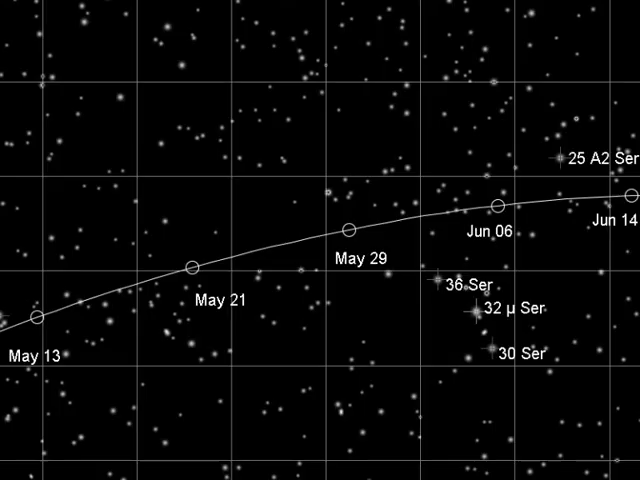 25 A2 Ser
Jun 14
Jun 06
May 29
36 Ser
May 21
32 μ Ser
30 Ser
May 13